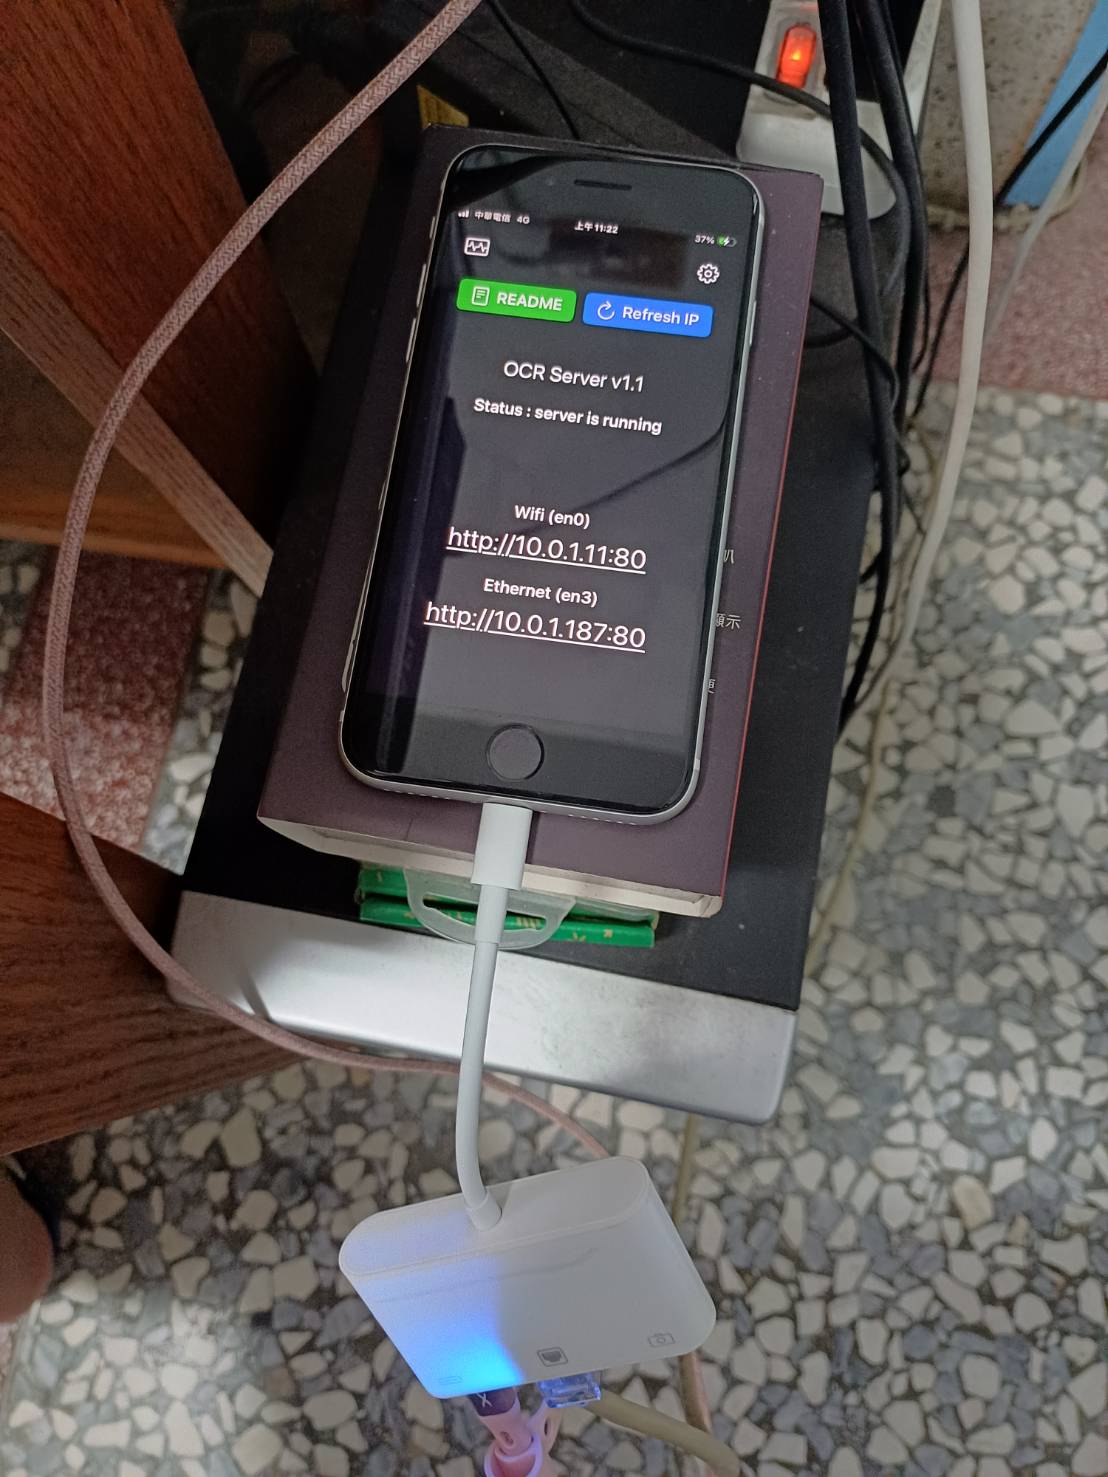 中華電信 4G
上午11:22
37%
README
Refresh IP
OCR Server v1.1
Status : server is running
Wifi (en0)
http://10.0.1.11:80
Ethernet (en3)
http://10.0.1.187:80
顯示